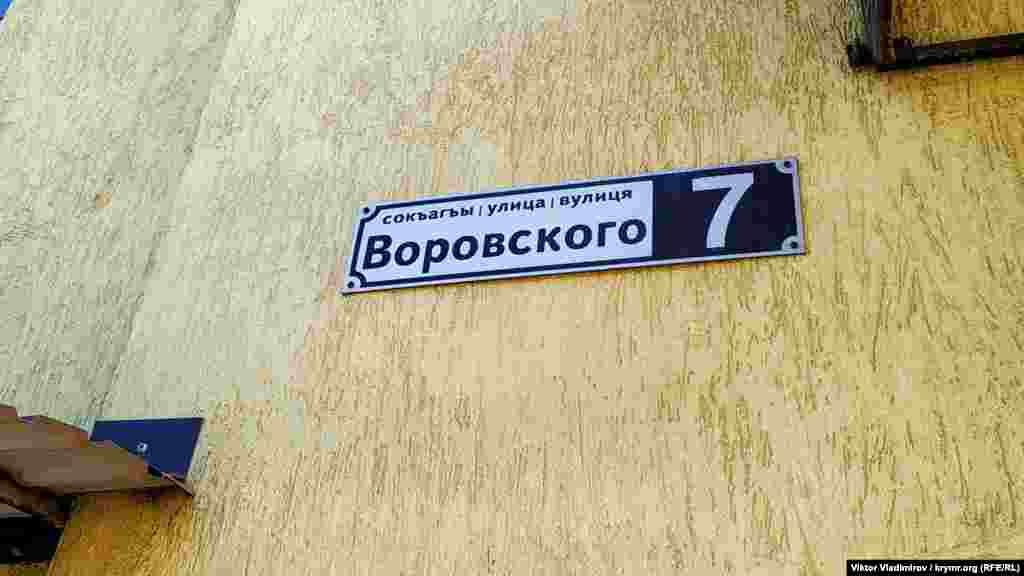 сокъагъы | улица | вулиця
Воровского
7
Viktor Vladimirov / krymr.org (RFE/RL)